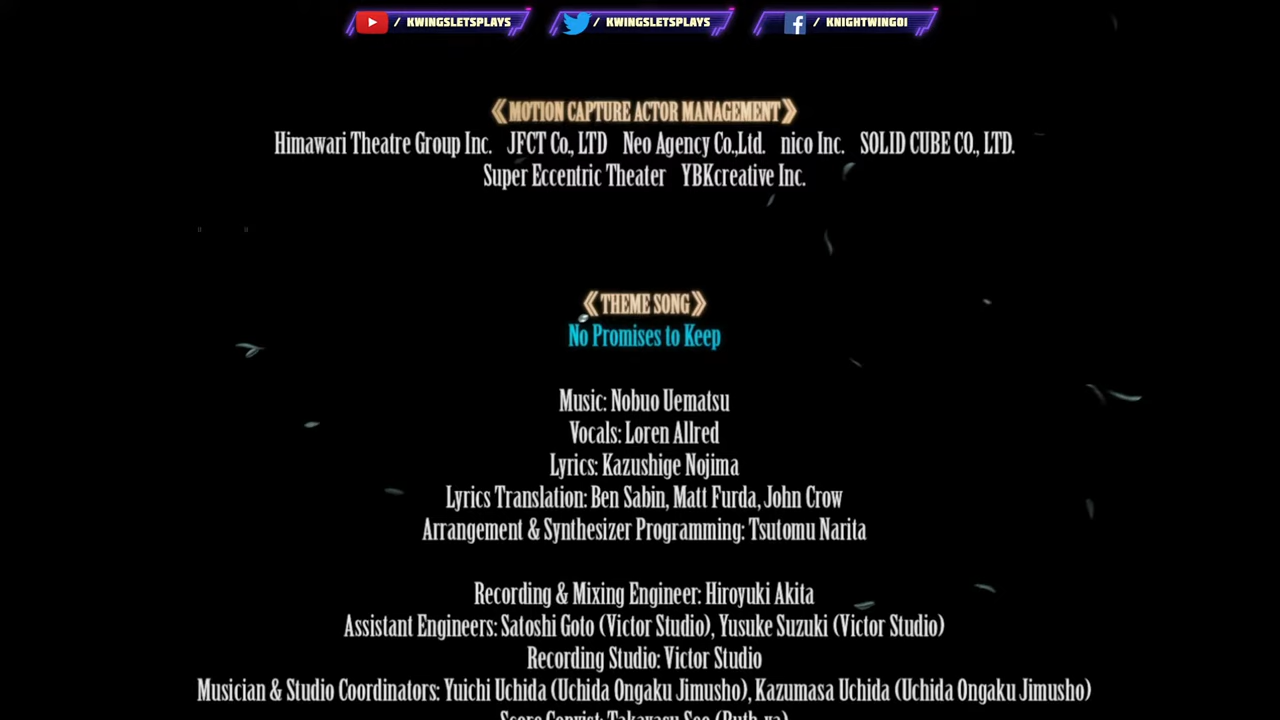 / KWINGSLETSPLAYS / KWINGSLETSPLAYS / KNIGHTWING01
《MOTION CAPTURE ACTOR MANAGEMENT》
Himawari Theatre Group Inc. JFCT Co., LTD Neo Agency Co.,Ltd. nico Inc. SOLID CUBE CO., LTD.
Super Eccentric Theater YBKcreative Inc.
《THEME SONG》
No Promises to Keep
Music: Nobuo Uematsu
Vocals: Loren Allred
Lyrics: Kazushige Nojima
Lyrics Translation: Ben Sabin, Matt Furda, John Crow
Arrangement & Synthesizer Programming: Tsutomu Narita
Recording & Mixing Engineer: Hiroyuki Akita
Assistant Engineers: Satoshi Goto (Victor Studio), Yusuke Suzuki (Victor Studio)
Recording Studio: Victor Studio
Musician & Studio Coordinators: Yuichi Uchida (Uchida Ongaku Jimusho), Kazumasa Uchida (Uchida Ongaku Jimusho)